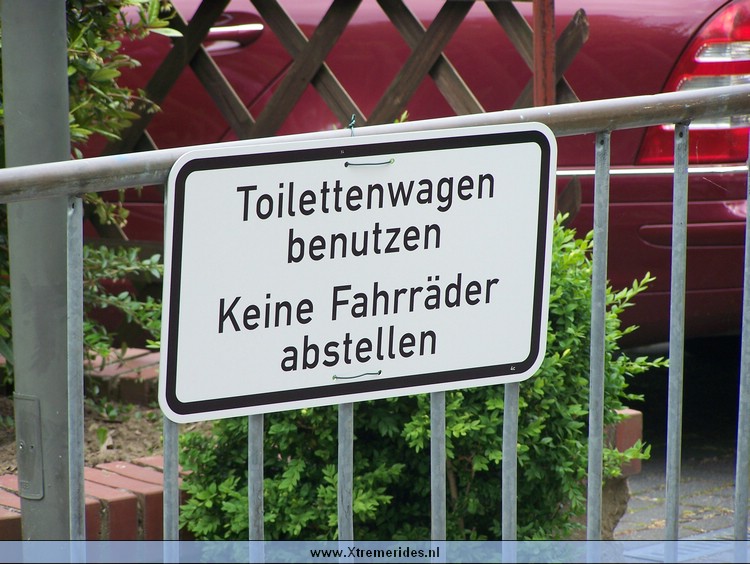 Toilettenwagen
benutzen
Keine Fahrräder
abstellen
www.Xtremerides.nl